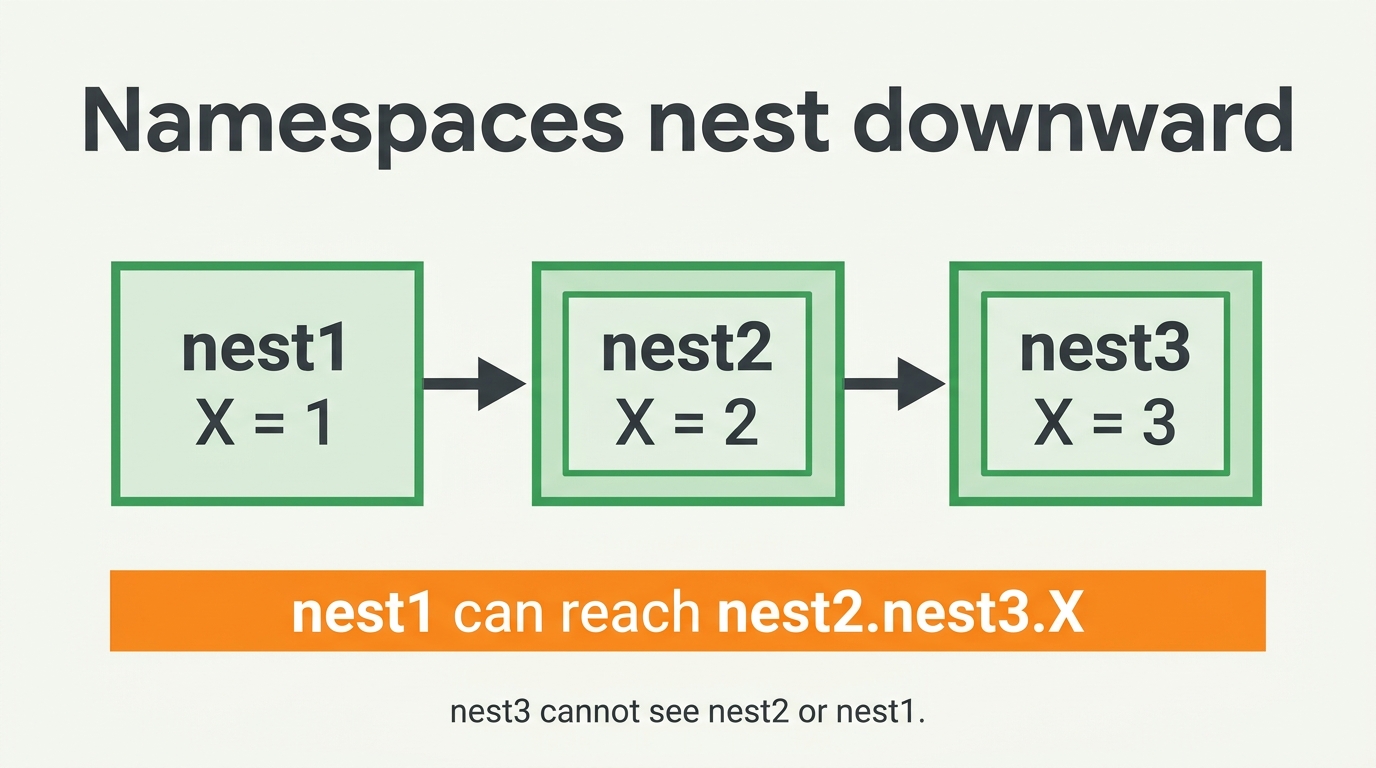 Namespaces nest downward
nest1
X = 1
nest2
X = 2
nest3
X = 3
nest1 can reach nest2.nest3.X
nest3 cannot see nest2 or nest1.